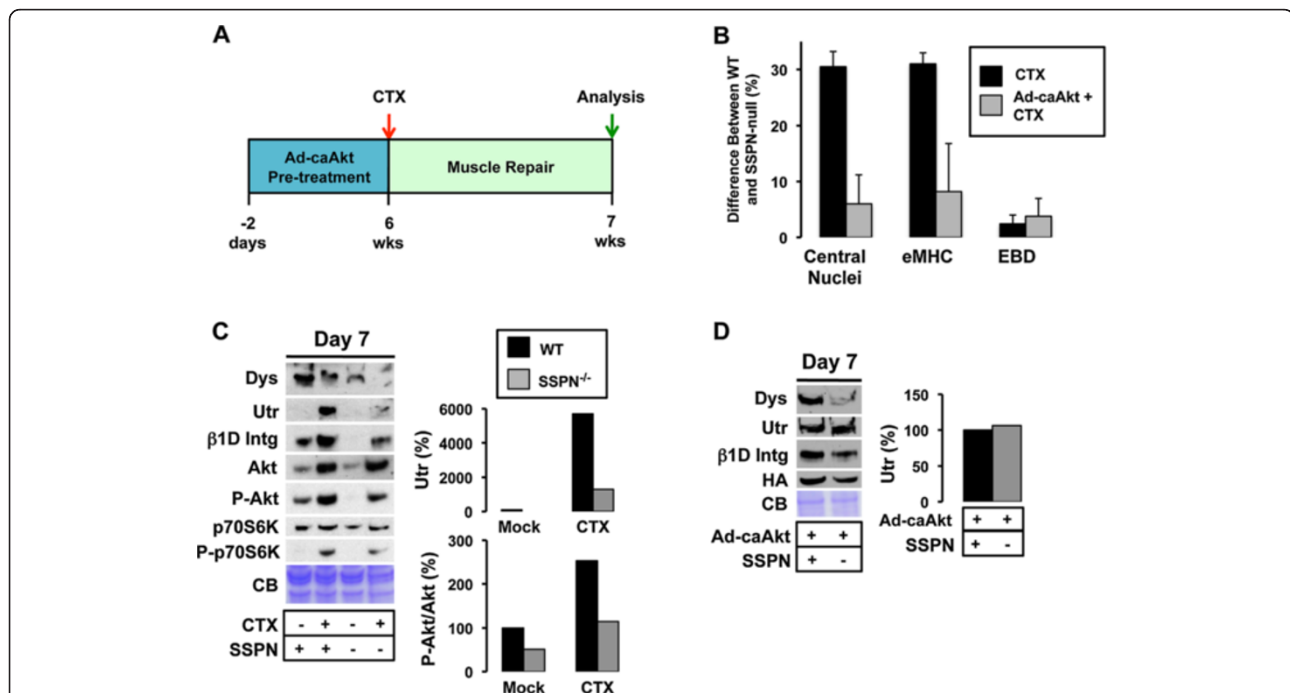 A
CTX
Analysis
Ad-caAkt
Pre-treatment
Muscle Repair
-2
days
6
wks
7
wks
B
Difference Between WT
and SSPN-null (%)
30
20
10
0
CTX
Ad-caAkt +
CTX
Central
Nuclei
eMHC
EBD
C
Day 7
Dys
Utr
β1D Intg
Akt
P-Akt
p70S6K
P-p70S6K
CB
CTX - + - +
SSPN + + - -
WT
SSPN-/-
Utr (%)
6000
4000
2000
0
Mock
CTX
P-Akt/Akt (%)
300
200
100
0
Mock
CTX
D
Day 7
Dys
Utr
β1D Intg
HA
CB
Ad-caAkt + +
SSPN + -
Utr (%)
150
100
50
0
Ad-caAkt + +
SSPN + -